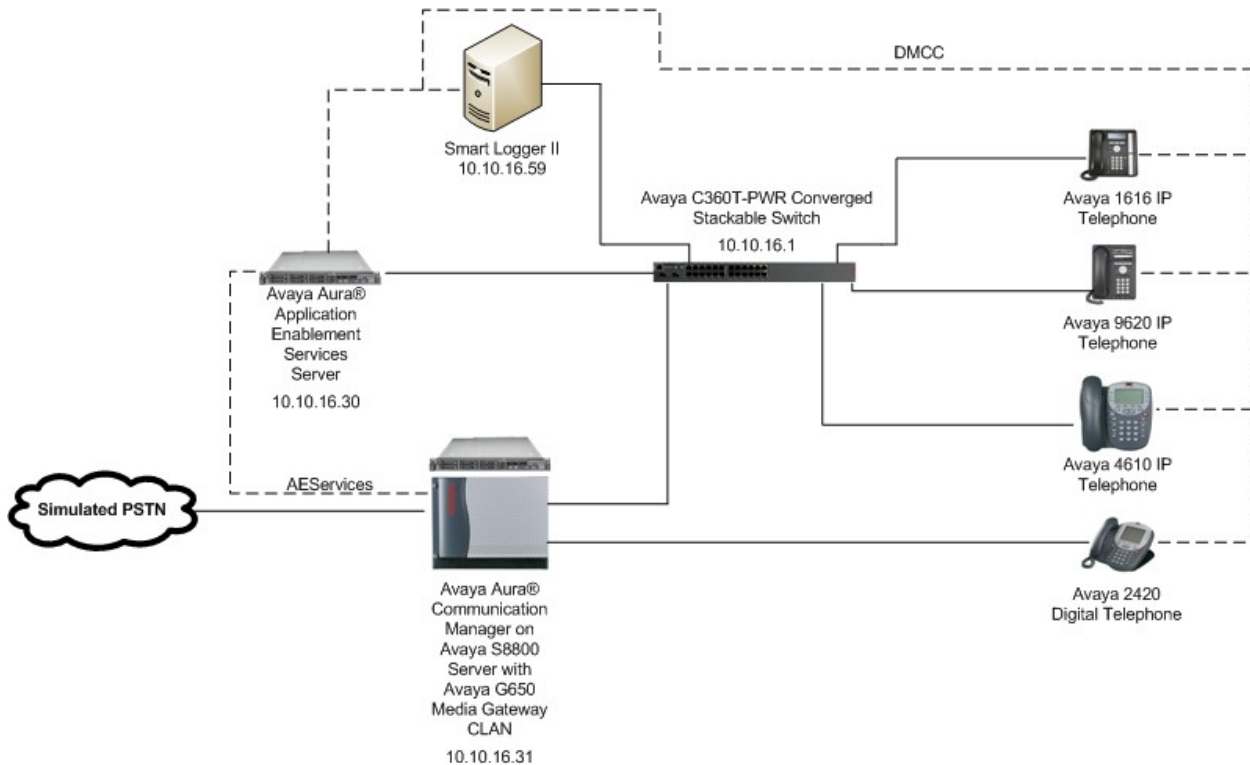 DMCC
Smart Logger II
10.10.16.59
Avaya C360T-PWR Converged
Stackable Switch
10.10.16.1
Avaya 1616 IP
Telephone
Avaya 9620 IP
Telephone
Avaya Aura®
Application
Enablement
Services
Server
10.10.16.30
Avaya 4610 IP
Telephone
AEServices
Simulated PSTN
Avaya Aura®
Communication
Manager on
Avaya S8800
Server with
Avaya G650
Media Gateway
CLAN
10.10.16.31
Avaya 2420
Digital Telephone